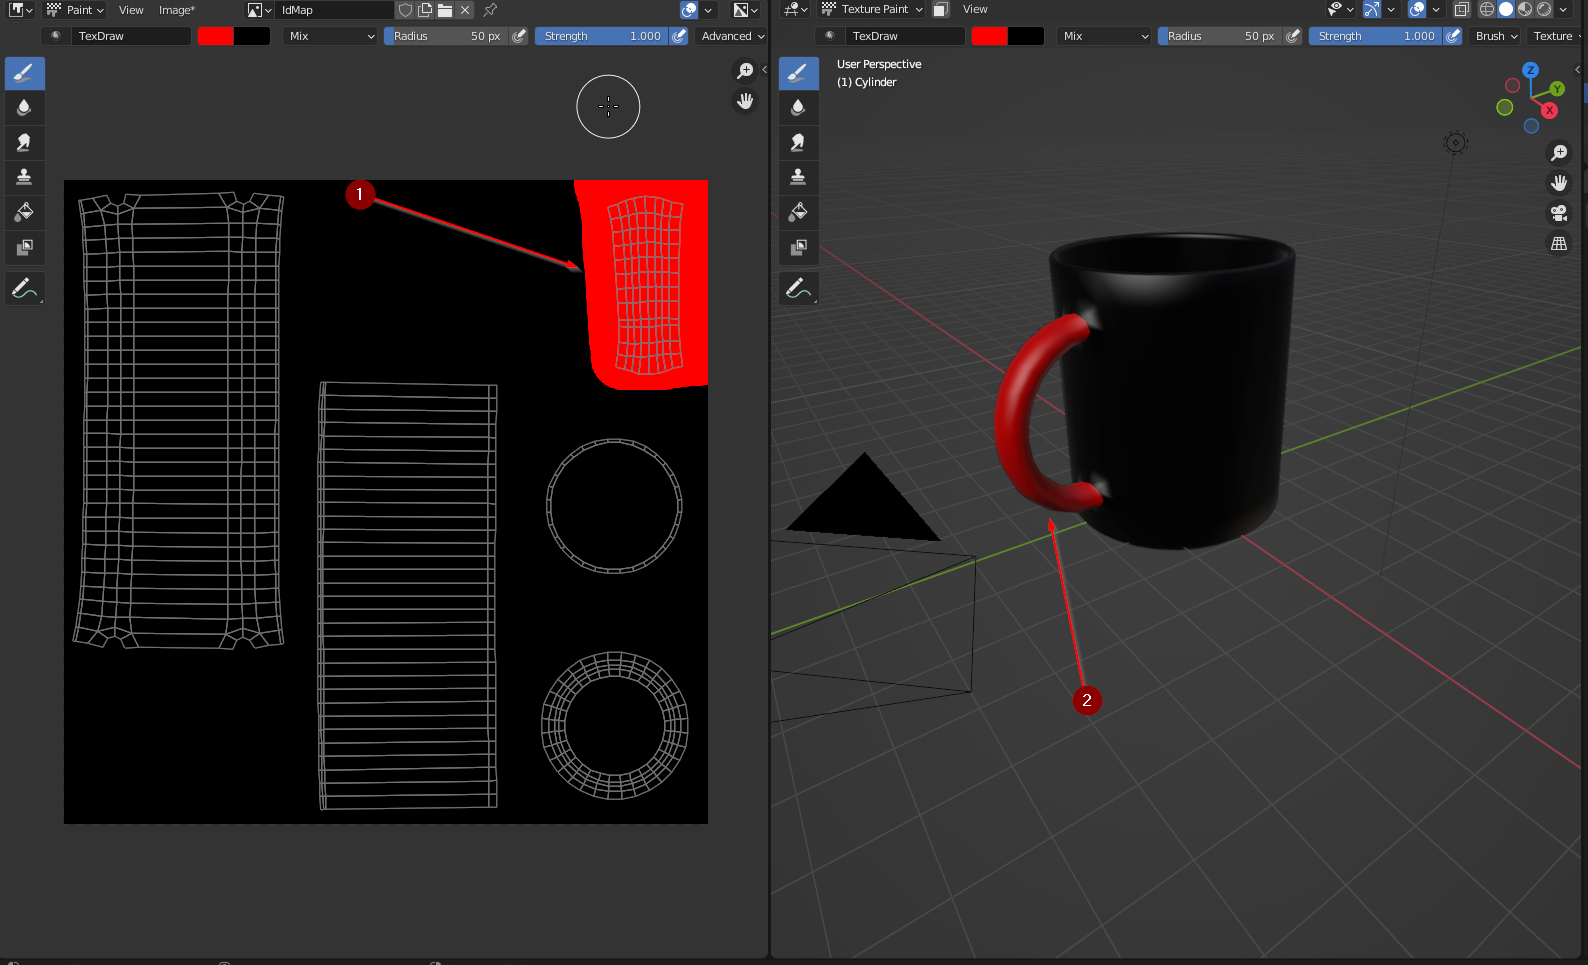 Paint View Image* IdMap
TexDraw Mix Radius 50 px Strength 1.000 Advanced
1
Texture Paint View
TexDraw Mix Radius 50 px Strength 1.000 Brush Texture
User Perspective
(1) Cylinder
Z
Y
X
2